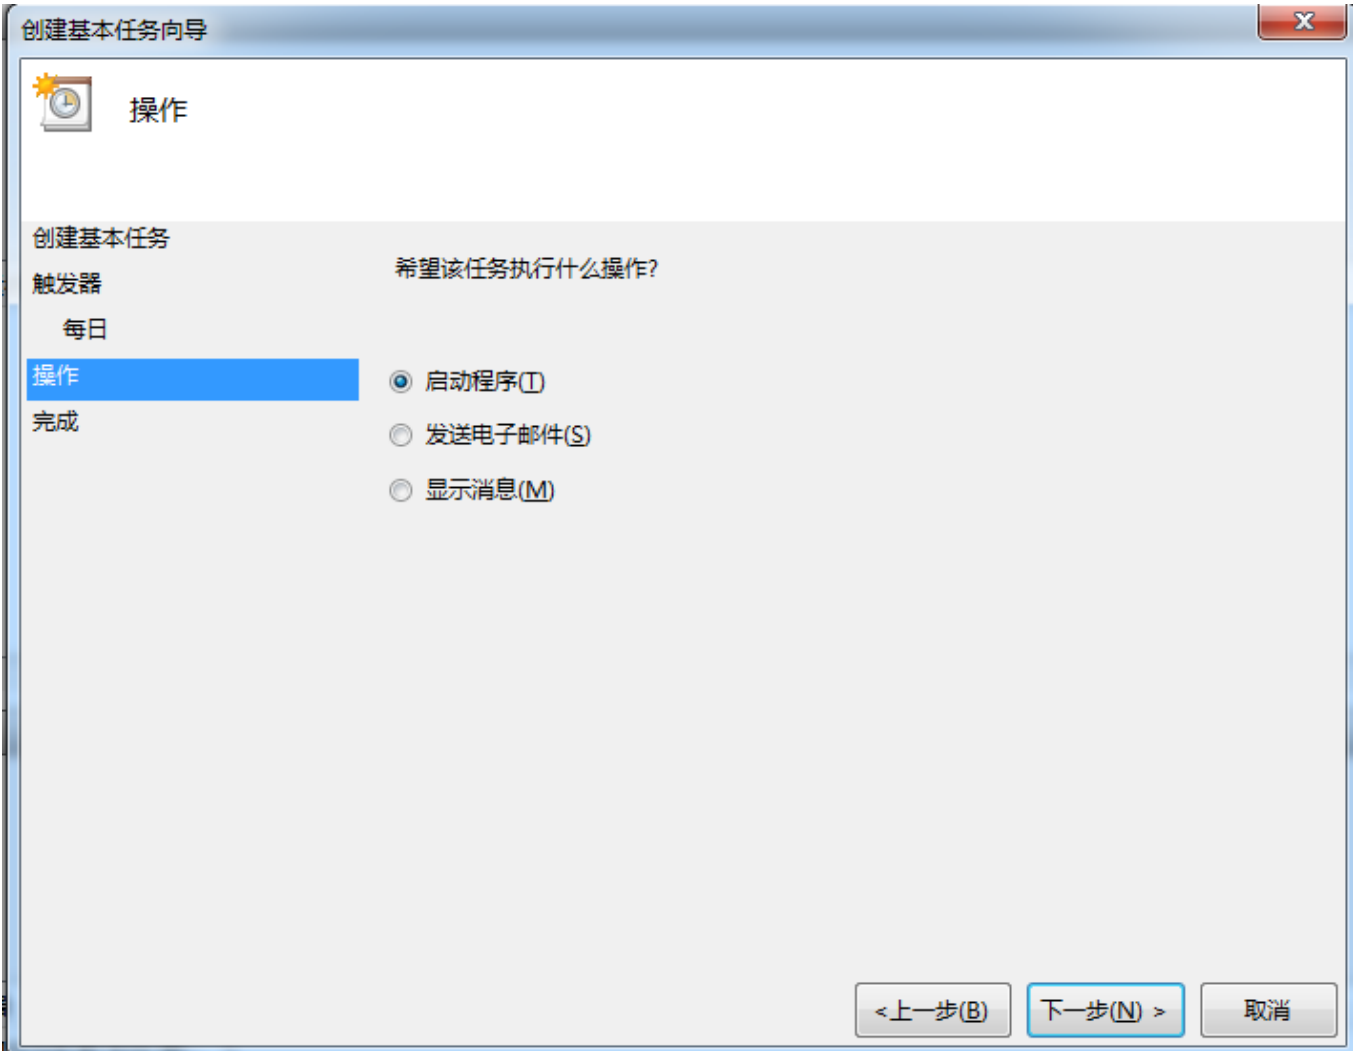 创建基本任务向导
操作
创建基本任务
触发器
每日
操作
完成
希望该任务执行什么操作?
启动程序(T)
发送电子邮件(S)
显示消息(M)
<上一步(B)
下一步(N) >
取消